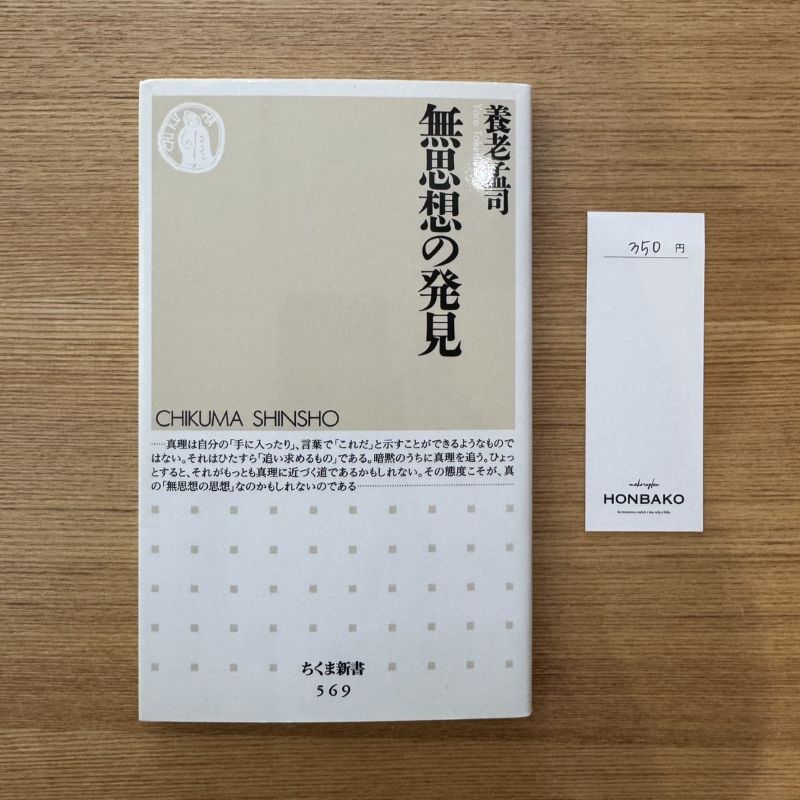 養老孟司
無思想の発見
CHIKUMA
CHIKUMA SHINSHO
……真理は自分の「手に入ったり」、言葉で「これだ」と示すことができるようなもので
はない。それはひたすら「追い求めるもの」である。暗黙のうちに真理を追う。ひょっ
とすると、それがもっとも真理に近づく道であるかもしれない。その態度こそが、真
の「無思想の思想」なのかもしれないのである…………………
ちくま新書
569
350 円
HONBAKO